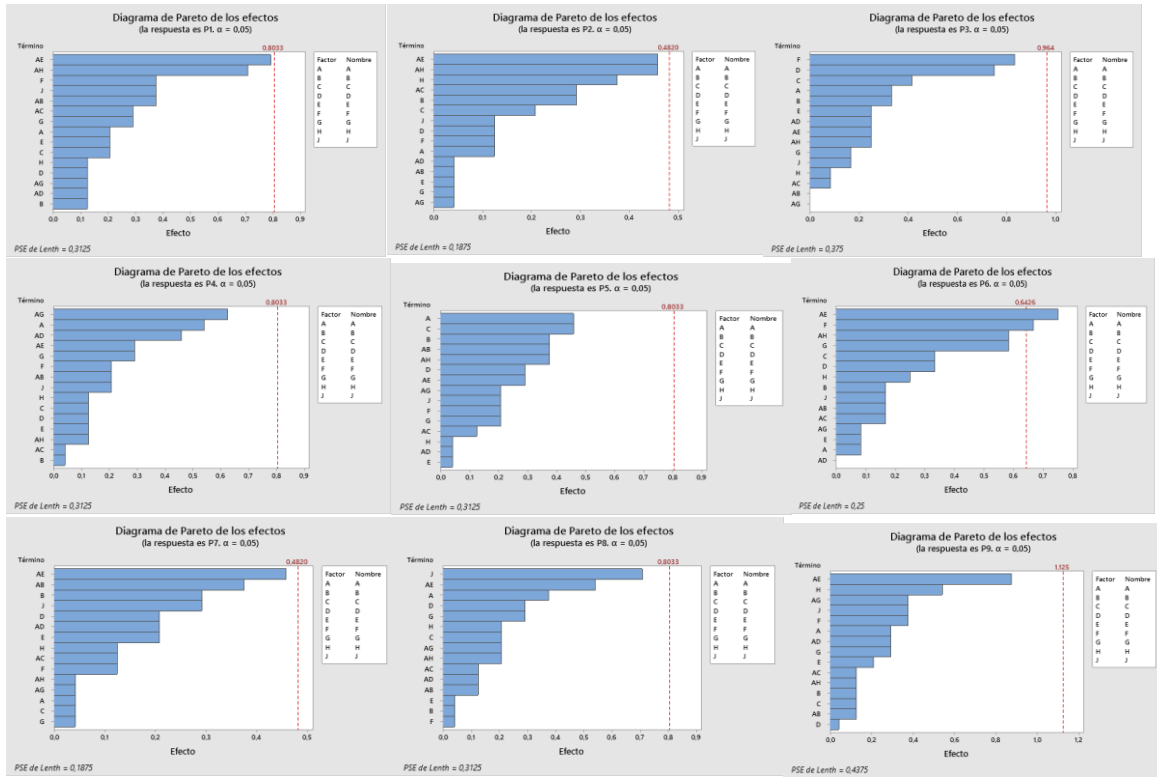 Diagrama de Pareto de los efectos
(la respuesta es P1. α = 0,05)
Término
0,8033
AE
AH
F
J
AB
AC
G
A
E
C
H
D
AG
AD
B
0,0 0,1 0,2 0,3 0,4 0,5 0,6 0,7 0,8 0,9
Efecto
Factor Nombre
A A
B B
C C
D D
E E
F F
G G
H H
J J
PSE de Lenth = 0,3125
Diagrama de Pareto de los efectos
(la respuesta es P2. α = 0,05)
Término
0,4820
AE
AH
H
AC
B
C
J
D
F
A
AD
AB
E
G
AG
0,0 0,1 0,2 0,3 0,4 0,5
Efecto
Factor Nombre
A A
B B
C C
D D
E E
F F
G G
H H
J J
PSE de Lenth = 0,1875
Diagrama de Pareto de los efectos
(la respuesta es P3. α = 0,05)
Término
0,964
F
D
C
A
B
E
AD
AE
AH
G
J
H
AC
AB
AG
0,0 0,2 0,4 0,6 0,8 1,0
Efecto
Factor Nombre
A A
B B
C C
D D
E E
F F
G G
H H
J J
PSE de Lenth = 0,375
Diagrama de Pareto de los efectos
(la respuesta es P4. α = 0,05)
Término
0,8033
AG
A
AD
AE
G
F
AB
J
H
C
D
E
AH
AC
B
0,0 0,1 0,2 0,3 0,4 0,5 0,6 0,7 0,8 0,9
Efecto
Factor Nombre
A A
B B
C C
D D
E E
F F
G G
H H
J J
PSE de Lenth = 0,3125
Diagrama de Pareto de los efectos
(la respuesta es P5. α = 0,05)
Término
0,8033
A
C
B
AB
AH
D
AE
AG
J
F
G
AC
H
AD
E
0,0 0,1 0,2 0,3 0,4 0,5 0,6 0,7 0,8 0,9
Efecto
Factor Nombre
A A
B B
C C
D D
E E
F F
G G
H H
J J
PSE de Lenth = 0,3125
Diagrama de Pareto de los efectos
(la respuesta es P6. α = 0,05)
Término
0,6426
AE
F
AH
G
C
D
H
B
J
AB
AC
AG
E
A
AD
0,0 0,1 0,2 0,3 0,4 0,5 0,6 0,7 0,8
Efecto
Factor Nombre
A A
B B
C C
D D
E E
F F
G G
H H
J J
PSE de Lenth = 0,25
Diagrama de Pareto de los efectos
(la respuesta es P7. α = 0,05)
Término
0,4820
AE
AB
B
J
D
AD
E
H
AC
F
AH
AG
A
C
G
0,0 0,1 0,2 0,3 0,4 0,5
Efecto
Factor Nombre
A A
B B
C C
D D
E E
F F
G G
H H
J J
PSE de Lenth = 0,1875
Diagrama de Pareto de los efectos
(la respuesta es P8. α = 0,05)
Término
0,8033
J
AE
A
D
G
H
C
AG
AH
AC
AD
AB
E
B
F
0,0 0,1 0,2 0,3 0,4 0,5 0,6 0,7 0,8 0,9
Efecto
Factor Nombre
A A
B B
C C
D D
E E
F F
G G
H H
J J
PSE de Lenth = 0,3125
Diagrama de Pareto de los efectos
(la respuesta es P9. α = 0,05)
Término
1,125
AE
H
AG
J
F
A
AD
G
E
AC
AH
B
C
AB
D
0,0 0,2 0,4 0,6 0,8 1,0 1,2
Efecto
Factor Nombre
A A
B B
C C
D D
E E
F F
G G
H H
J J
PSE de Lenth = 0,4375